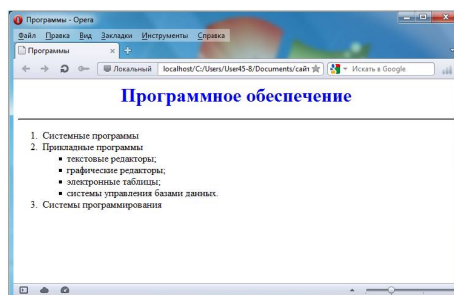 Программы - Opera
Файл Правка Вид Закладки Инструменты Справка
Программы
Локальный localhost/C:/Users/User45-8/Documents/сайт Искать в Google
Программное обеспечение
1. Системные программы
2. Прикладные программы
▪ текстовые редакторы;
▪ графические редакторы;
▪ электронные таблицы;
▪ системы управления базами данных.
3. Системы программирования